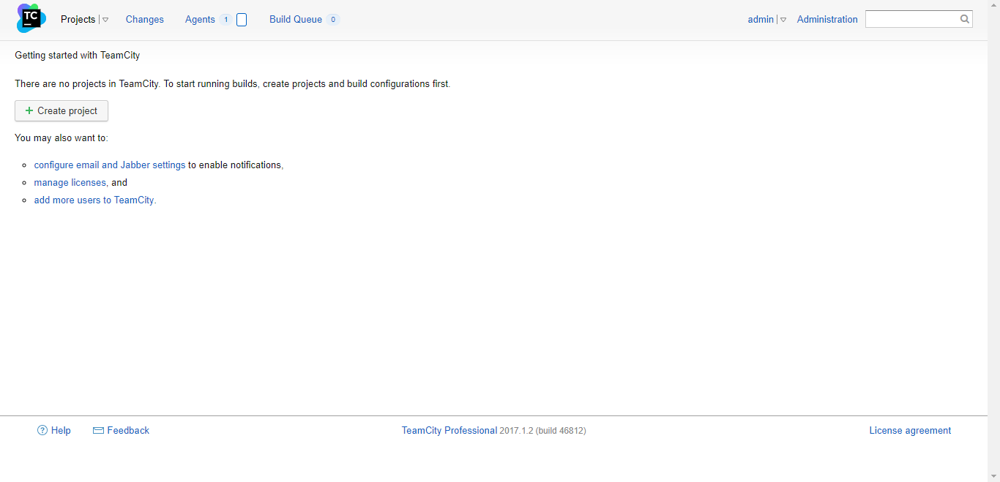 TC Projects Changes Agents 1 Build Queue 0 admin Administration
Getting started with TeamCity
There are no projects in TeamCity. To start running builds, create projects and build configurations first.
+ Create project
You may also want to:
configure email and Jabber settings to enable notifications,
manage licenses, and
add more users to TeamCity.
? Help Feedback TeamCity Professional 2017.1.2 (build 46812) License agreement